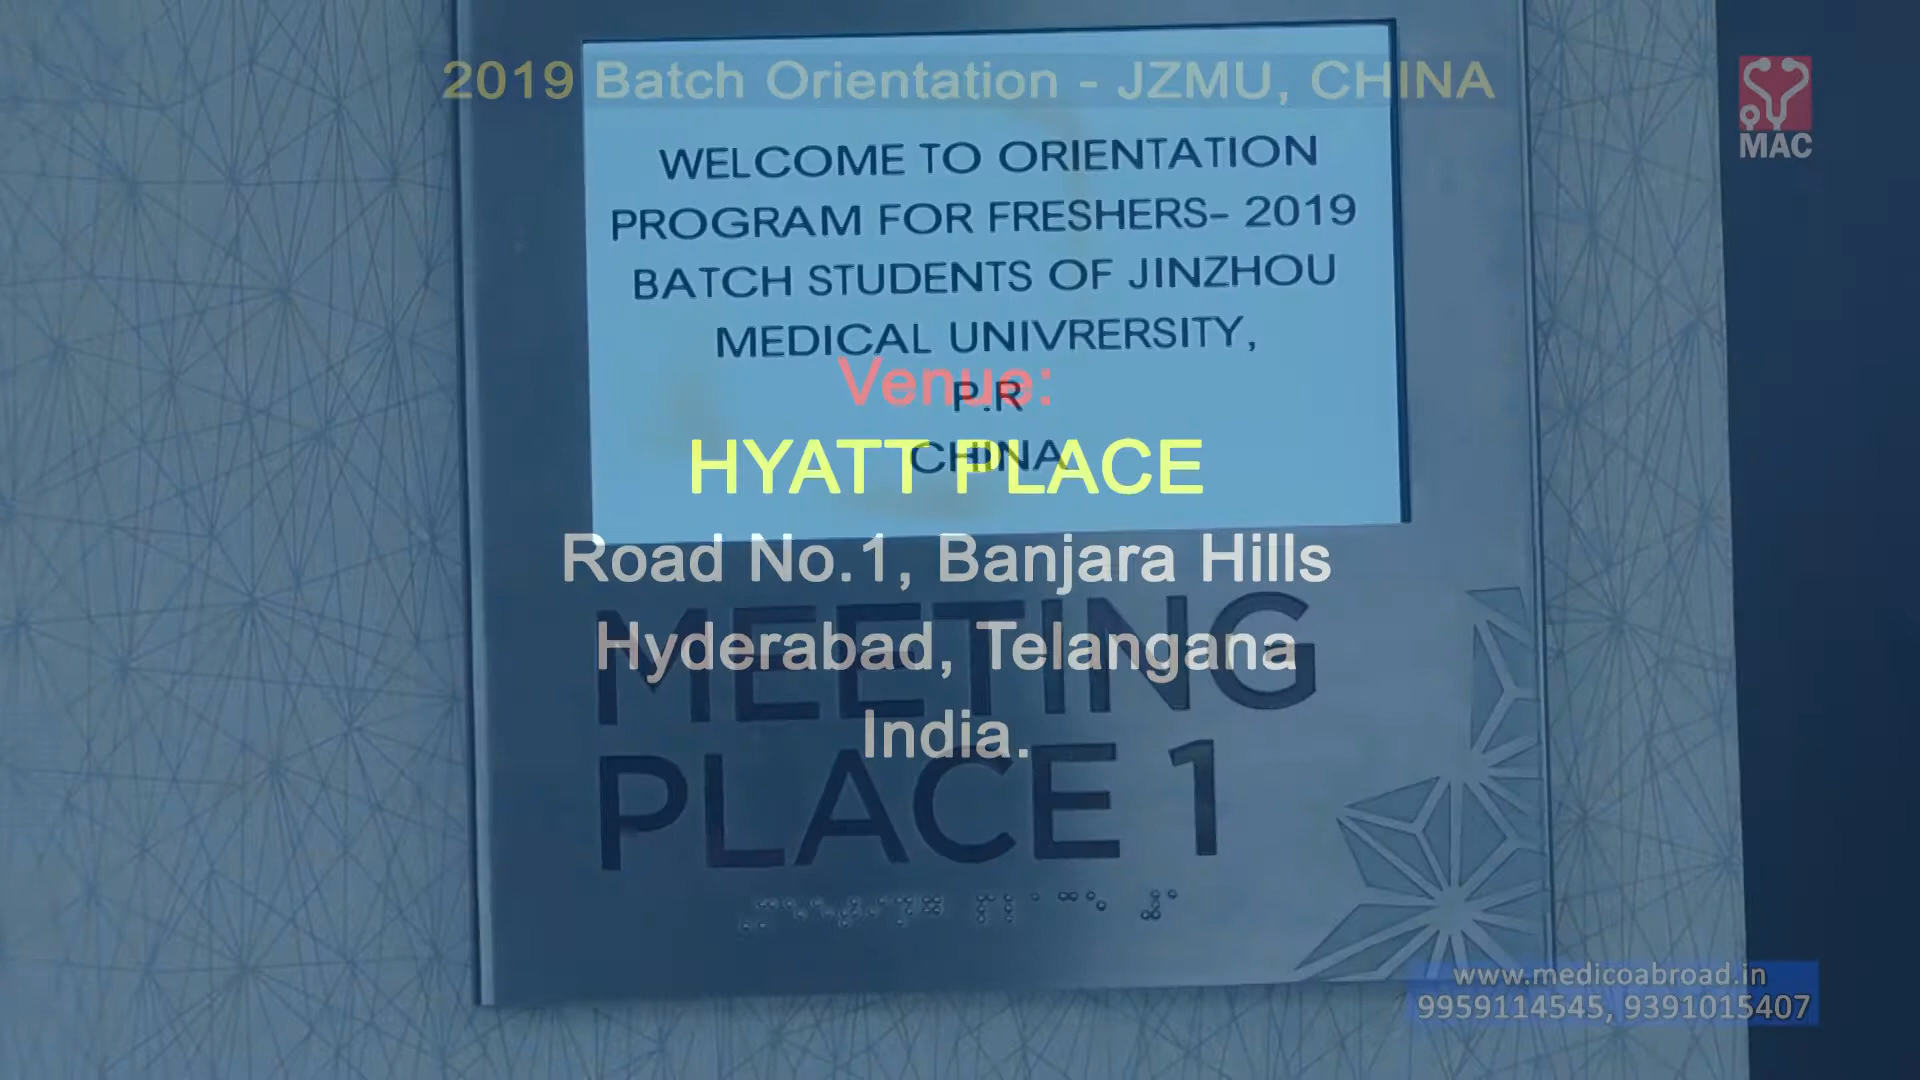 2019 Batch Orientation - JZMU, CHINA
MAC
WELCOME TO ORIENTATION
PROGRAM FOR FRESHERS- 2019
BATCH STUDENTS OF JINZHOU
MEDICAL UNIVRERSITY,
P.R
CHINA
Venue:
HYATT PLACE
Road No.1, Banjara Hills
Hyderabad, Telangana
India.
MEETING
PLACE 1
www.medicoabroad.in
9959114545, 9391015407